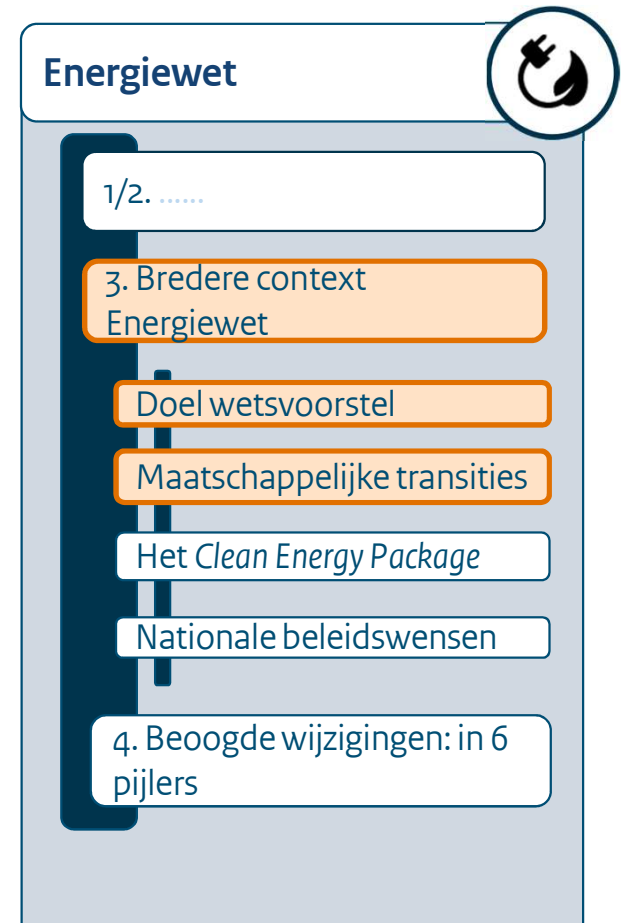 Energiewet
1/2. ......
3. Bredere context
Energiewet
Doel wetsvoorstel
Maatschappelijke transities
Het Clean Energy Package
Nationale beleidswensen
4. Beoogde wijzigingen: in 6
pijlers